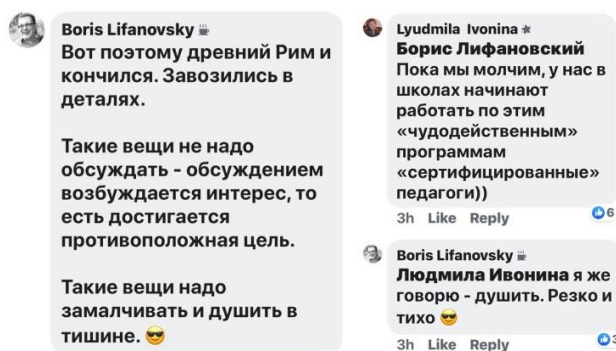 Boris Lifanovsky
Вот поэтому древний Рим и
кончился. Завозились в
деталях.
Такие вещи не надо
обсуждать - обсуждением
возбуждается интерес, то
есть достигается
противоположная цель.
Такие вещи надо
замалчивать и душить в
тишине. 😎
Lyudmila Ivonina
Борис Лифановский
Пока мы молчим, у нас в
школах начинают
работать по этим
«чудодейственным»
программам
«сертифицированные»
педагоги))
3h Like Reply
6
Boris Lifanovsky
Людмила Ивонина я же
говорю - душить. Резко и
тихо 😎
3h Like Reply